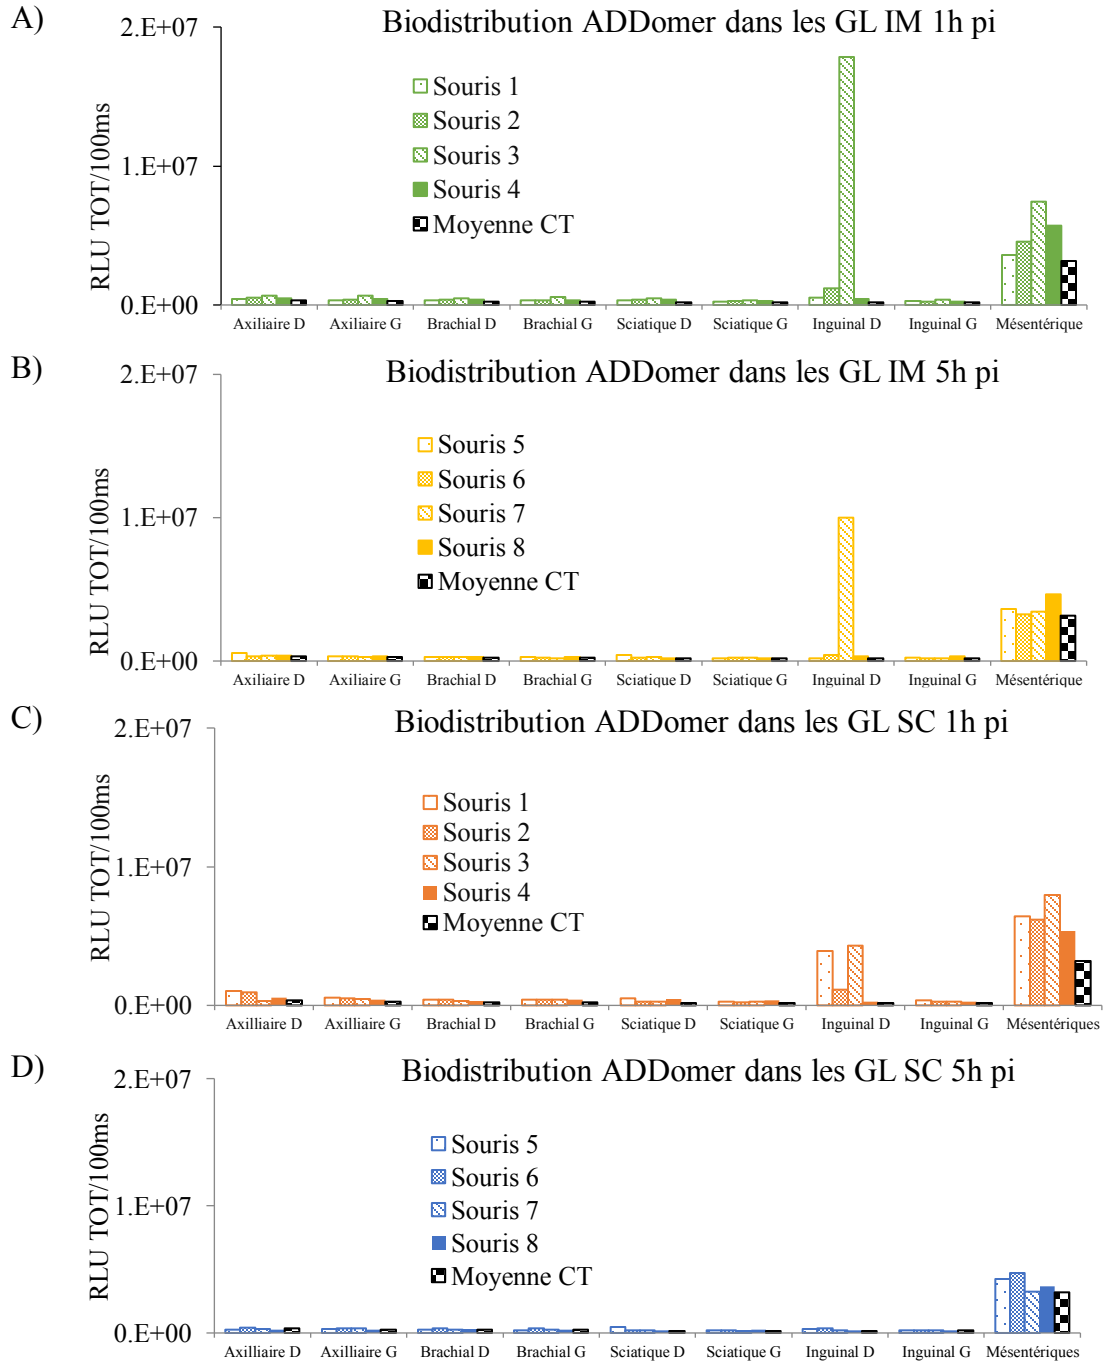 A)
Biodistribution ADDomer dans les GL IM 1h pi
RLU TOT/100ms
2.E+07
1.E+07
0.E+00
Souris 1
Souris 2
Souris 3
Souris 4
Moyenne CT
Axiliaire D Axiliaire G Brachial D Brachial G Sciatique D Sciatique G Inguinal D Inguinal G Mésentérique
B)
Biodistribution ADDomer dans les GL IM 5h pi
RLU TOT/100ms
2.E+07
1.E+07
0.E+00
Souris 5
Souris 6
Souris 7
Souris 8
Moyenne CT
Axiliaire D Axiliaire G Brachial D Brachial G Sciatique D Sciatique G Inguinal D Inguinal G Mésentérique
C)
Biodistribution ADDomer dans les GL SC 1h pi
RLU TOT/100ms
2.E+07
1.E+07
0.E+00
Souris 1
Souris 2
Souris 3
Souris 4
Moyenne CT
Axilliaire D Axilliaire G Brachial D Brachial G Sciatique D Sciatique G Inguinal D Inguinal G Mésentériques
D)
Biodistribution ADDomer dans les GL SC 5h pi
RLU TOT/100ms
2.E+07
1.E+07
0.E+00
Souris 5
Souris 6
Souris 7
Souris 8
Moyenne CT
Axilliaire D Axilliaire G Brachial D Brachial G Sciatique D Sciatique G Inguinal D Inguinal G Mésentériques